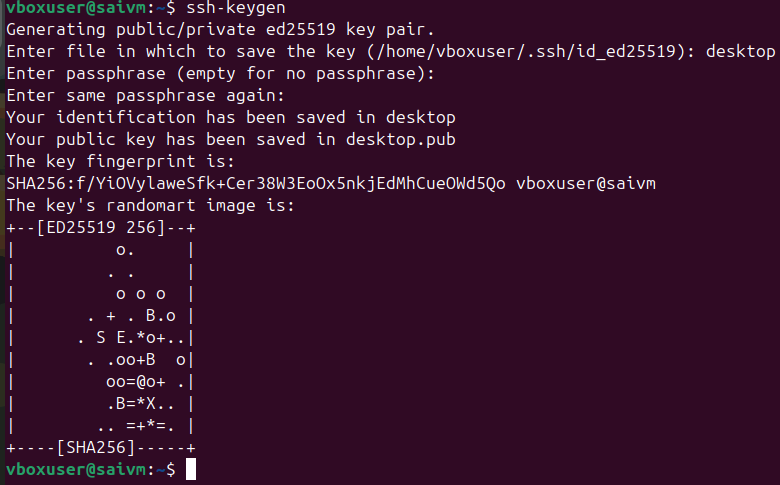 vboxuser@saivm:~$ ssh-keygen
Generating public/private ed25519 key pair.
Enter file in which to save the key (/home/vboxuser/.ssh/id_ed25519): desktop
Enter passphrase (empty for no passphrase):
Enter same passphrase again:
Your identification has been saved in desktop
Your public key has been saved in desktop.pub
The key fingerprint is:
SHA256:f/YiOVylaweSfk+Cer38W3EoOx5nkjEdMhCueOWd5Qo vboxuser@saivm
The key's randomart image is:
+--[ED25519 256]--+
|          o.     |
|         . .     |
|          o o o  |
|       . + . B.o |
|      . S E.*o+..|
|       . .oo+B  o|
|         oo=@o+ .|
|         .B=*X.. |
|        .. =+*=. |
+----[SHA256]-----+
vboxuser@saivm:~$